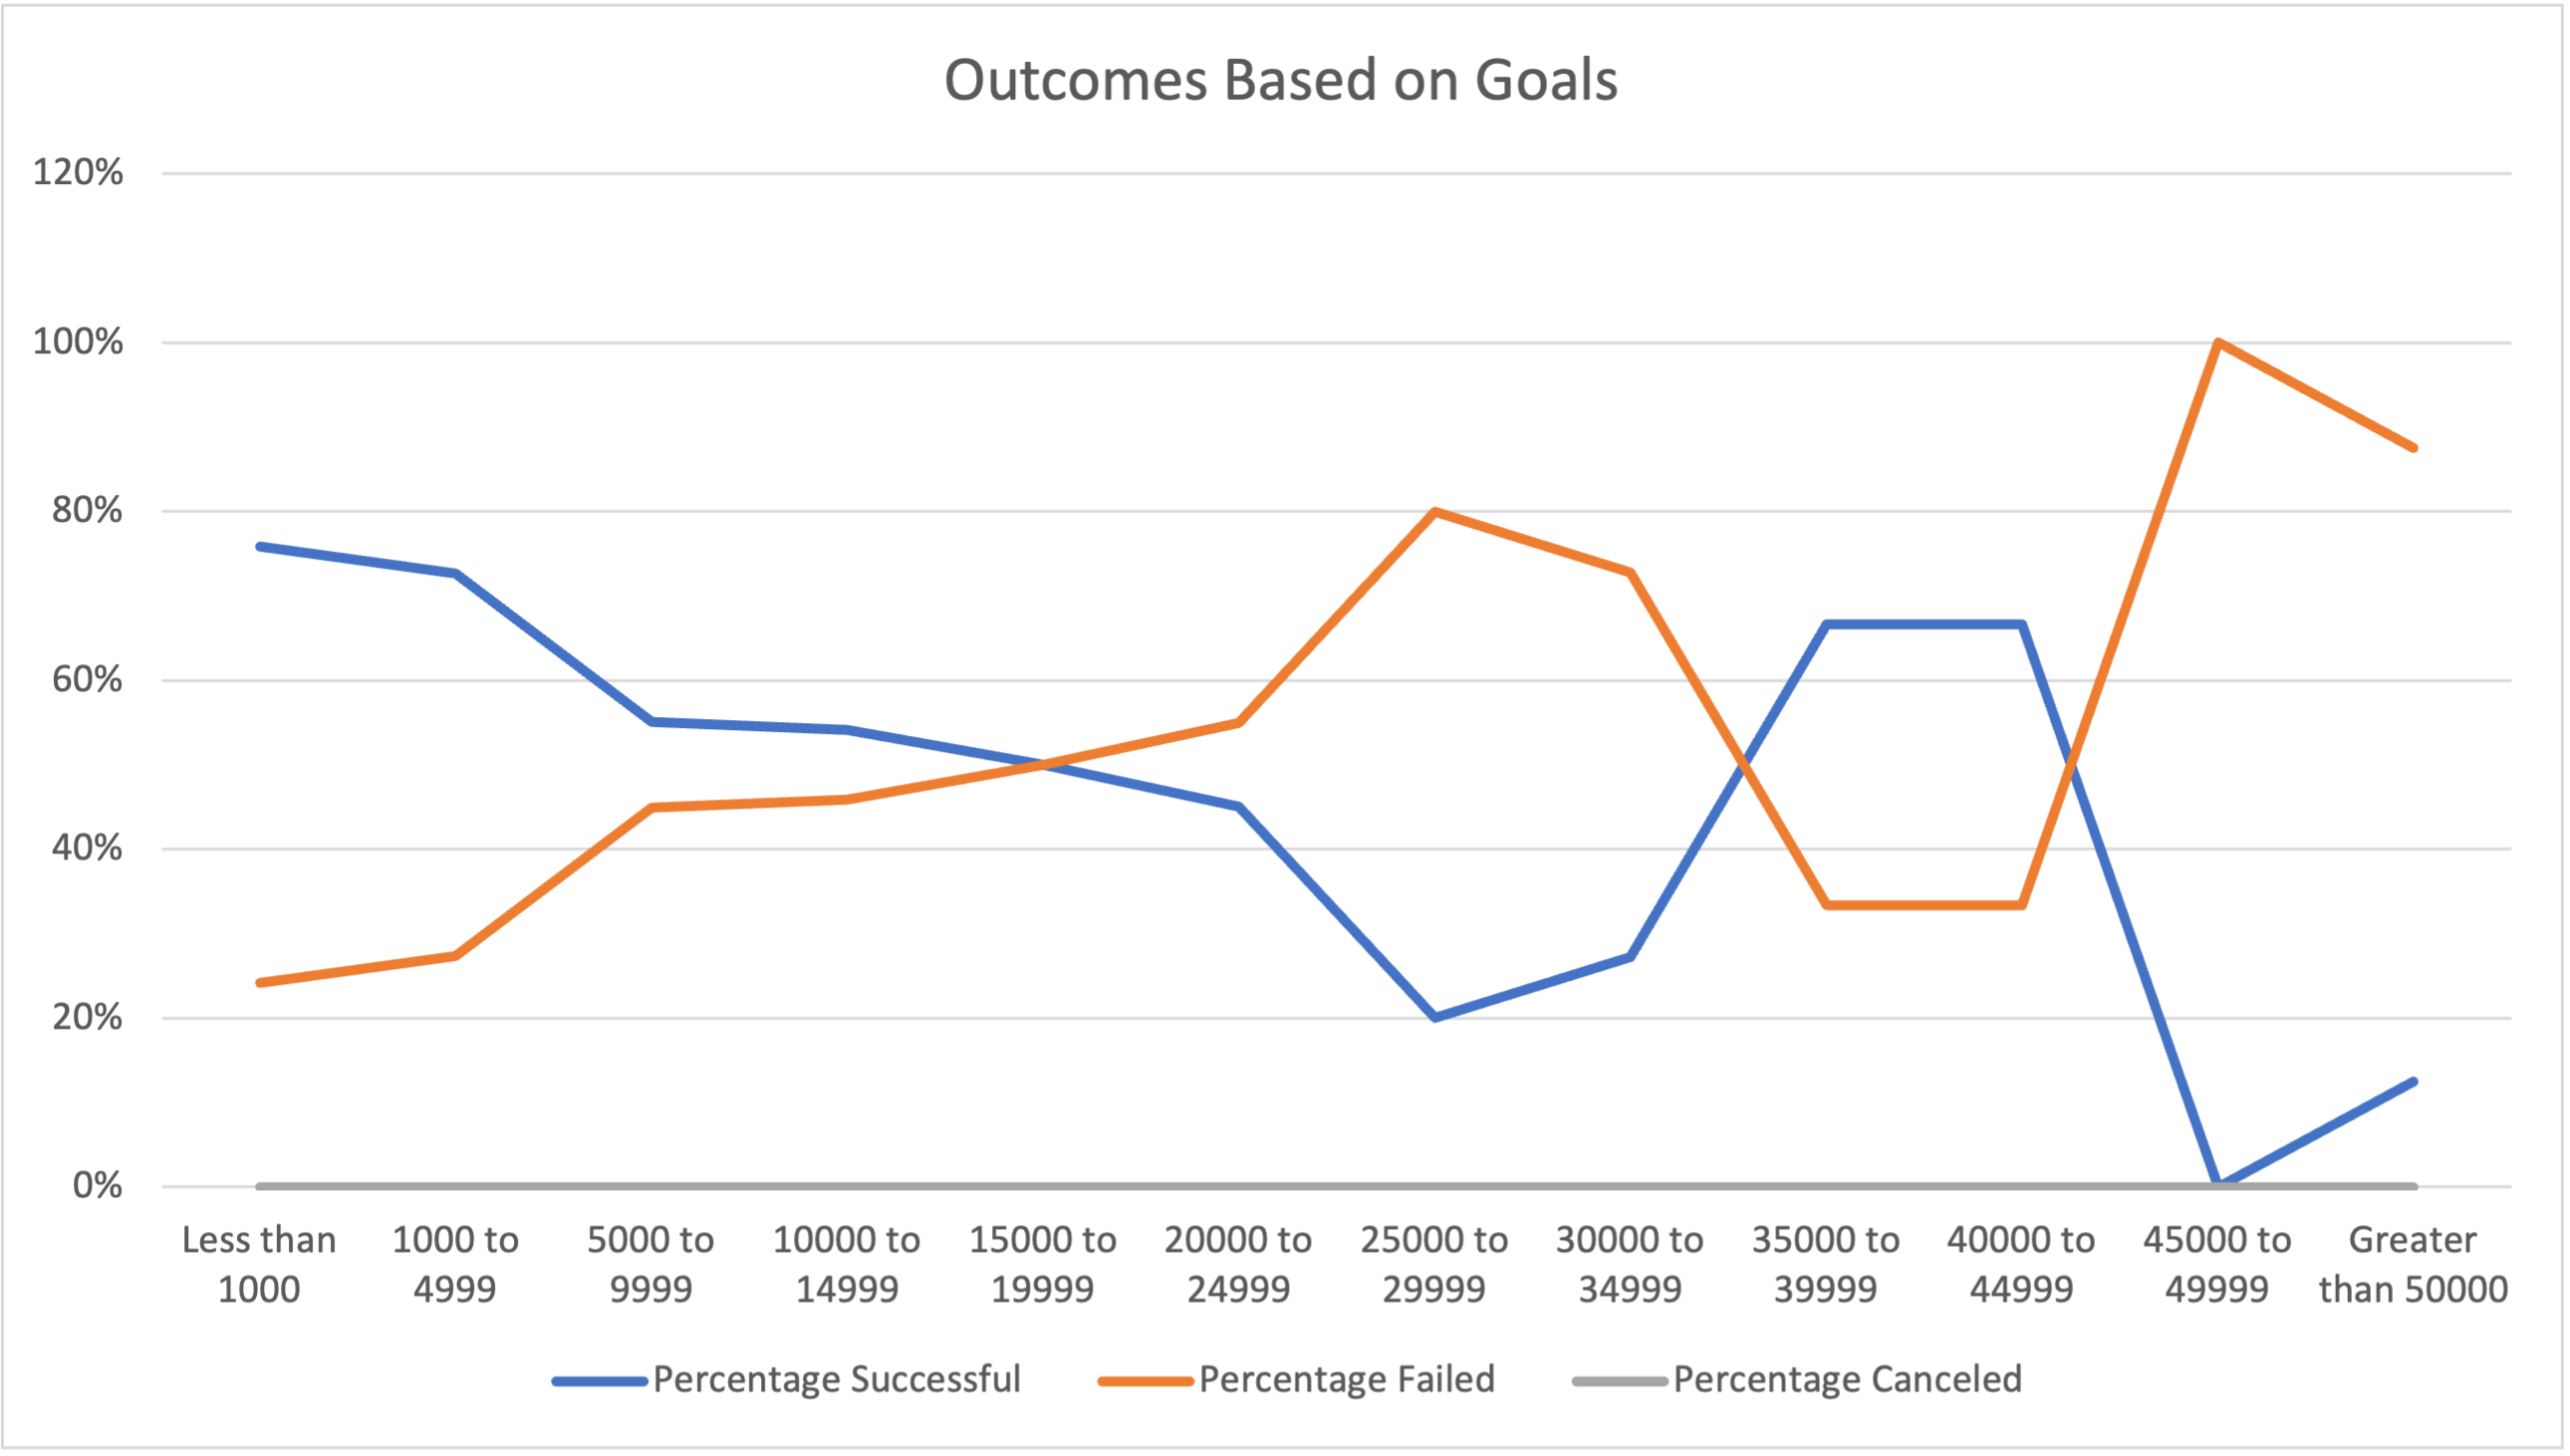 Outcomes Based on Goals
120%
100%
80%
60%
40%
20%
0%
Less than
1000
1000 to
4999
5000 to
9999
10000 to
14999
15000 to
19999
20000 to
24999
25000 to
29999
30000 to
34999
35000 to
39999
40000 to
44999
45000 to
49999
Greater
than 50000
Percentage Successful
Percentage Failed
Percentage Canceled